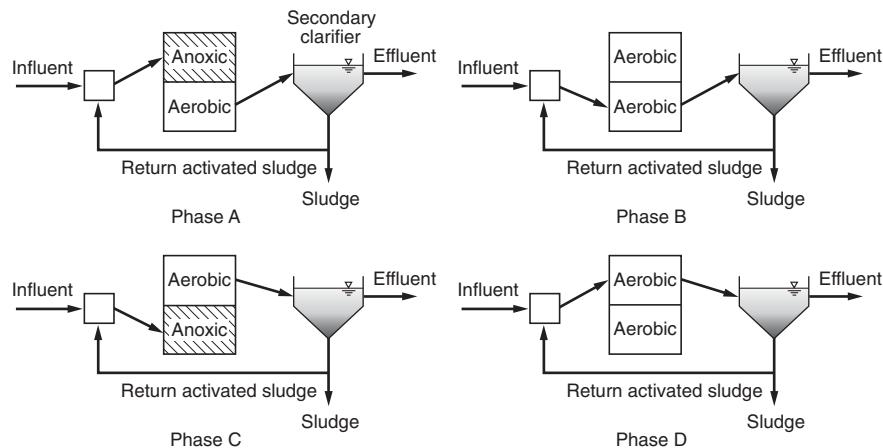 Secondary
clarifier
Influent
Anoxic
Aerobic
Effluent
Return activated sludge
Sludge
Phase A
Influent
Aerobic
Aerobic
Effluent
Return activated sludge
Sludge
Phase B
Influent
Aerobic
Anoxic
Effluent
Return activated sludge
Sludge
Phase C
Influent
Aerobic
Aerobic
Effluent
Return activated sludge
Sludge
Phase D